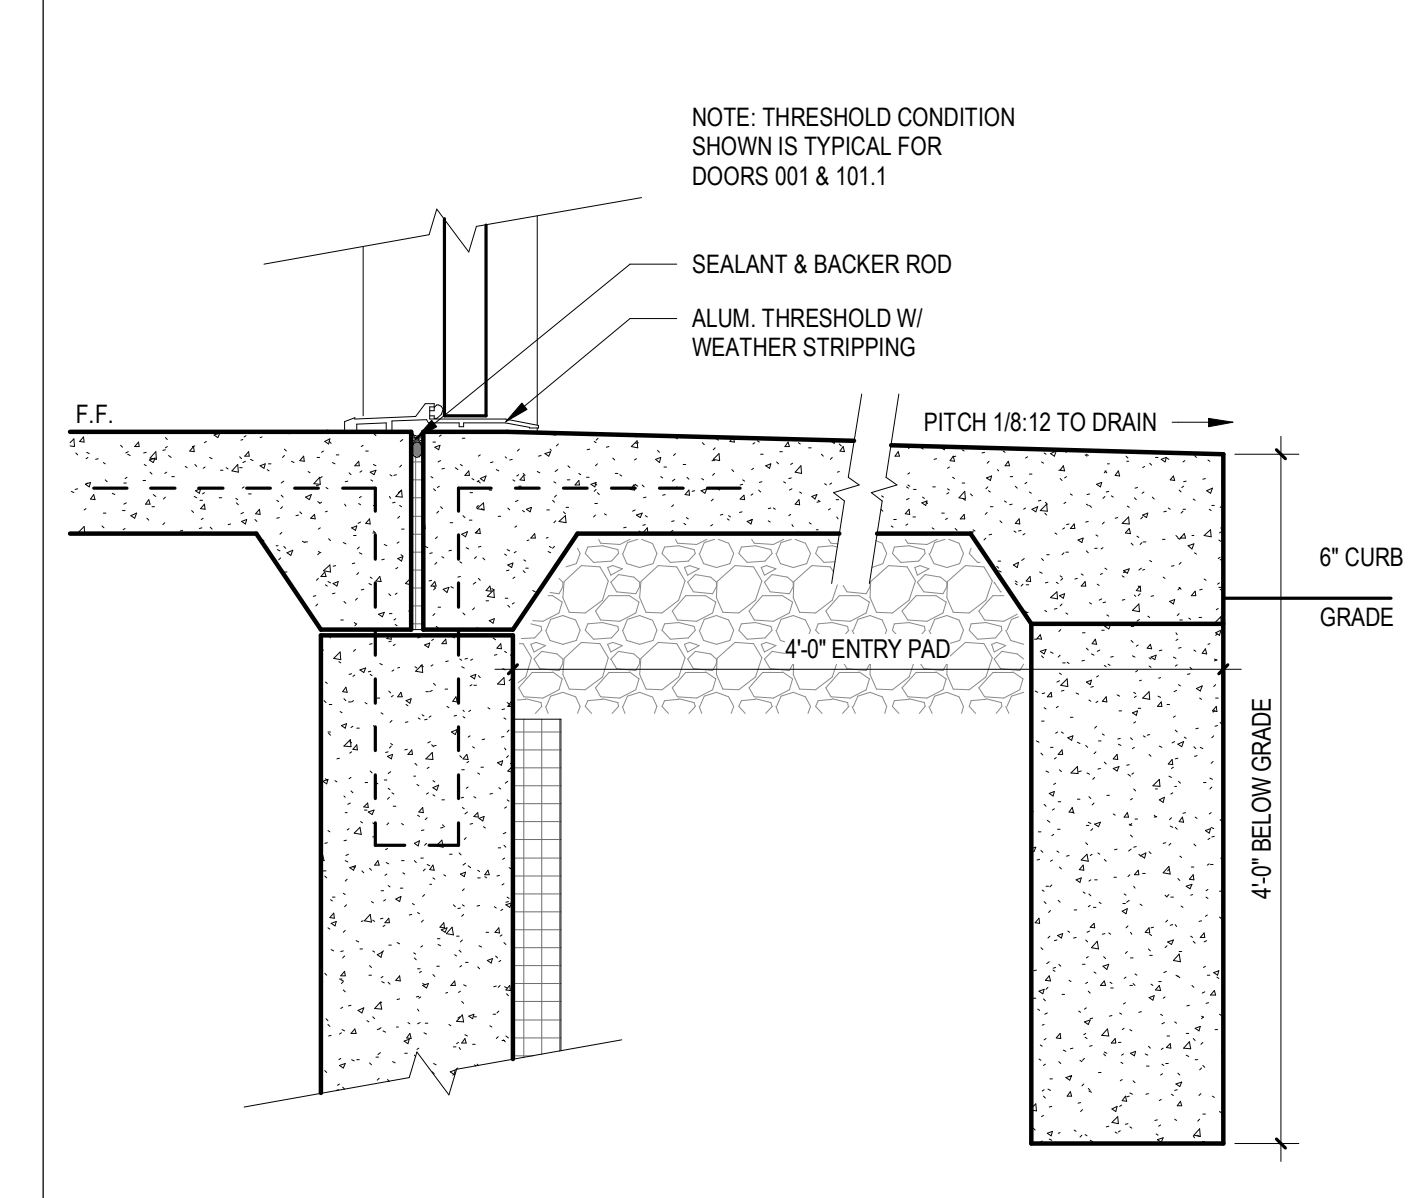 NOTE: THRESHOLD CONDITION
SHOWN IS TYPICAL FOR
DOORS 001 & 101.1
SEALANT & BACKER ROD
ALUM. THRESHOLD W/
WEATHER STRIPPING
F.F.
PITCH 1/8:12 TO DRAIN
6" CURB
GRADE
4'-0" ENTRY PAD
4'-0" BELOW GRADE